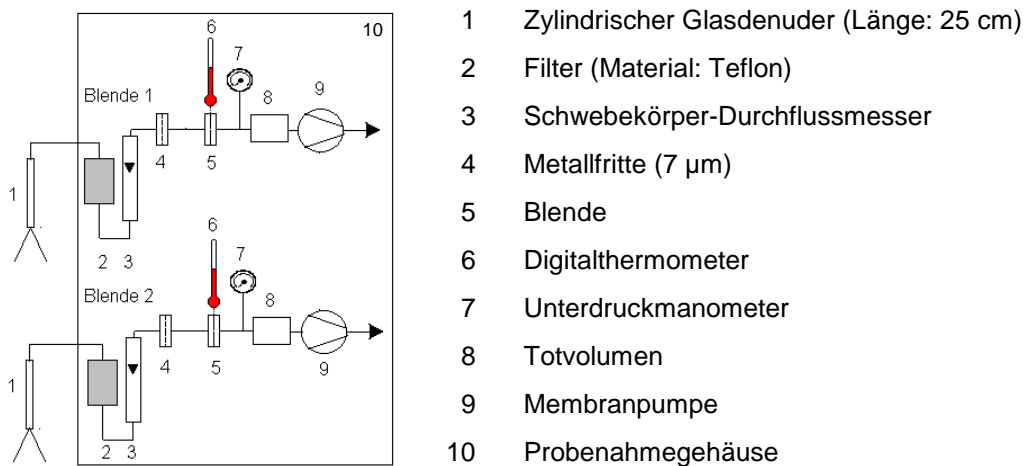 10
6
7
8
9
Blende 1
4
5
1
2
3
6
7
8
Blende 2
4
5
9
1
2
3
1 Zylindrischer Glasdenuder (Länge: 25 cm)
2 Filter (Material: Teflon)
3 Schwebekörper-Durchflussmesser
4 Metallfritte (7 µm)
5 Blende
6 Digitalthermometer
7 Unterdruckmanometer
8 Totvolumen
9 Membranpumpe
10 Probenahmegehäuse